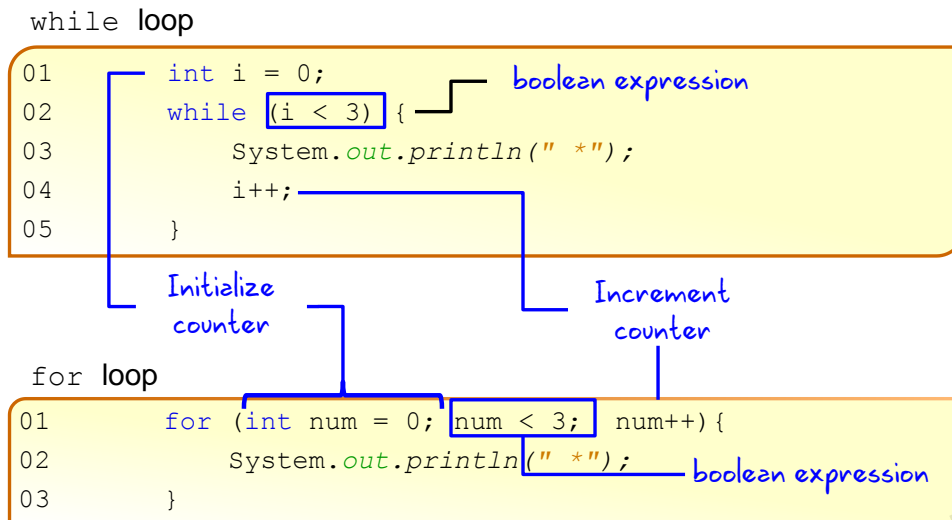 while loop
01 int i = 0;
boolean expression
02 while (i < 3) {
03 System.out.println(" *");
04 i++;
05 }
Initialize
counter
Increment
counter
for loop
01 for (int num = 0; num < 3; num++){
02 System.out.println(" *");
boolean expression
03 }